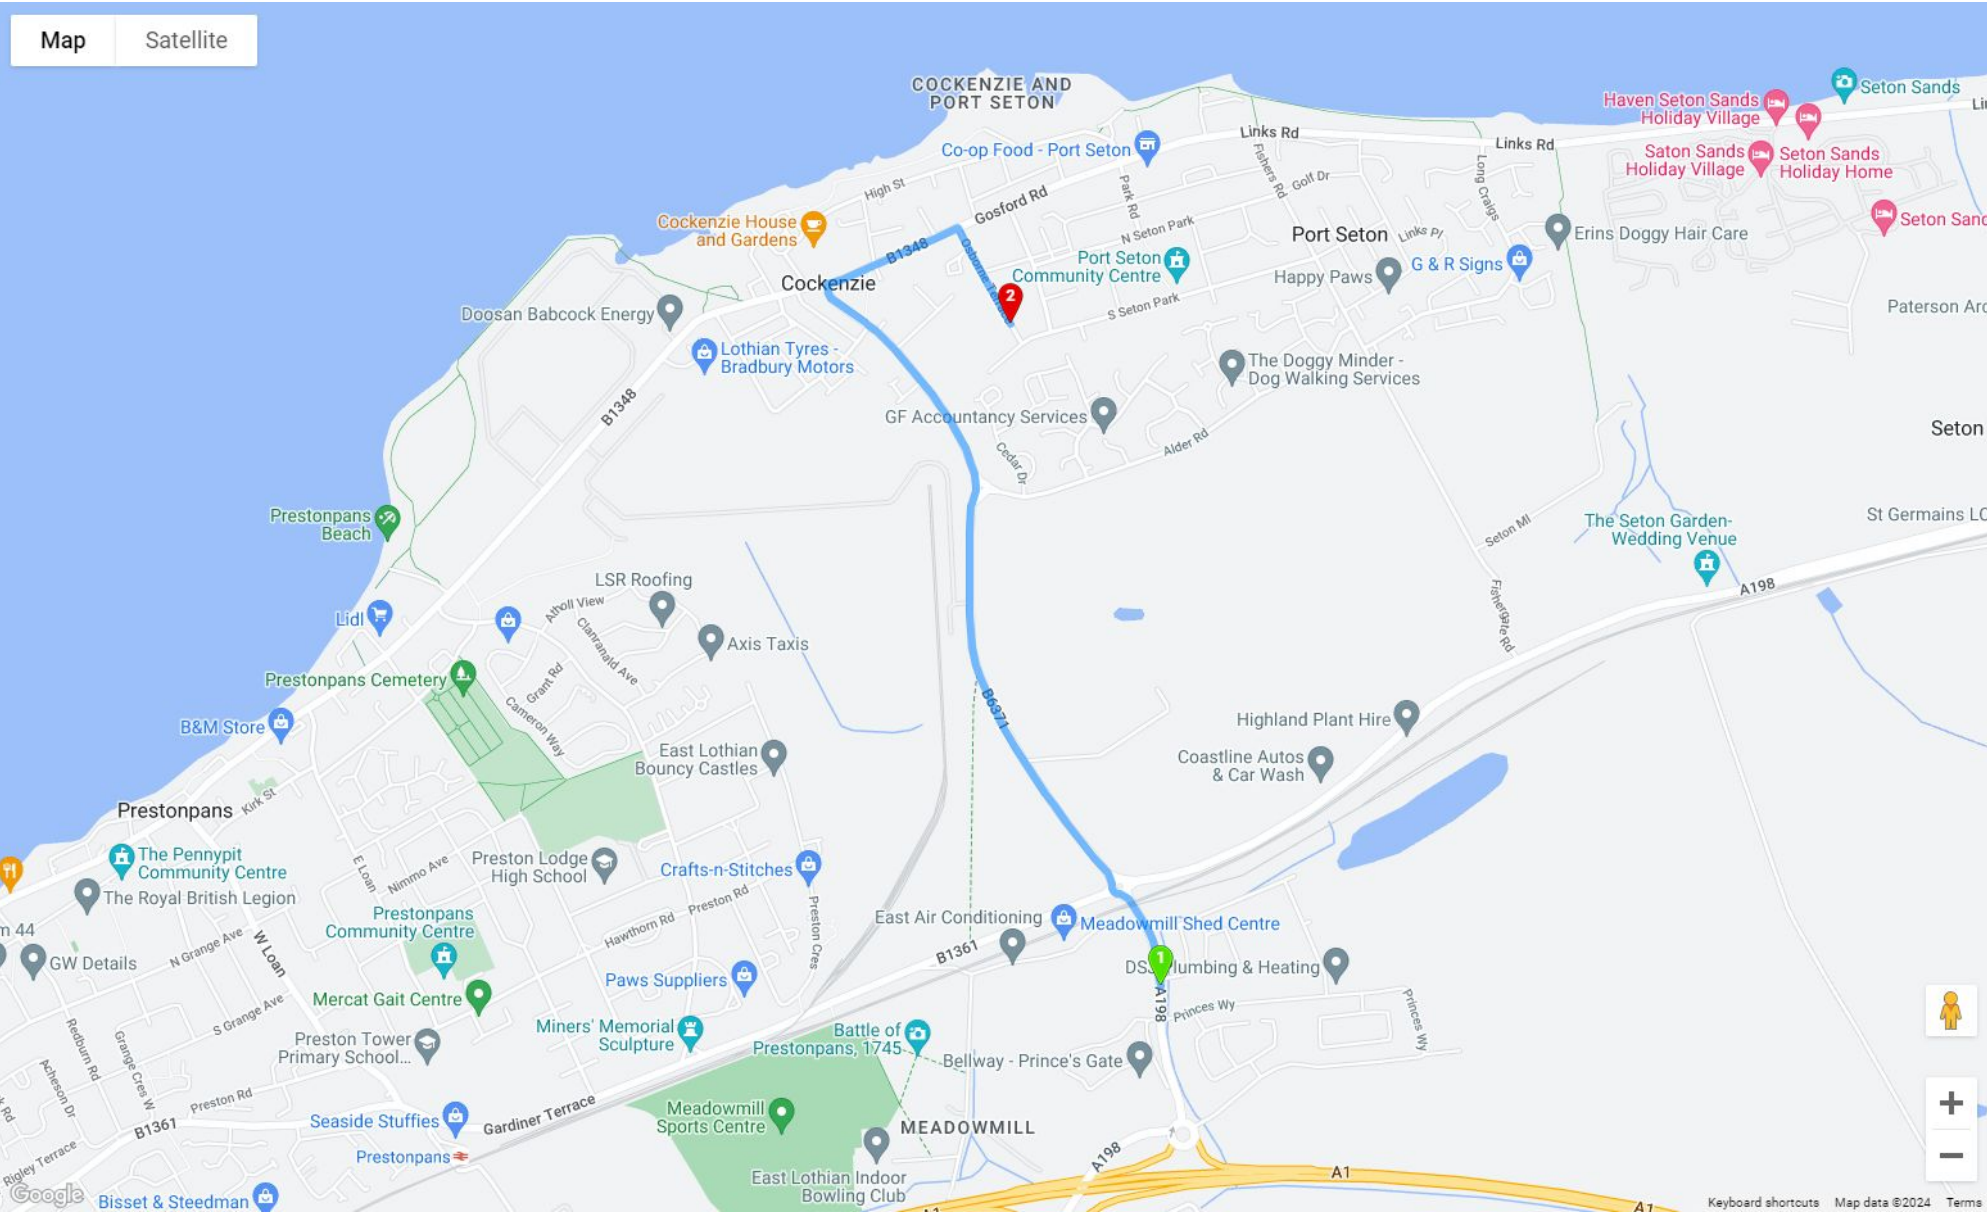 Map
Satellite
COCKENZIE AND
PORT SETON
Haven Seton Sands
Holiday Village
Seton Sands
Links Rd
Links Rd
Co-op Food - Port Seton
Saton Sands
Holiday Village
Seton Sands
Holiday Home
High St
Park Rd
Fishers Rd
Golf Dr
Long Craigs
Gosford Rd
Cockenzie House
and Gardens
N Seton Park
Port Seton
Links Pl
Erins Doggy Hair Care
B1348
Osborne Terrace
Port Seton
Community Centre
Happy Paws
G & R Signs
Cockenzie
2
S Seton Park
Doosan Babcock Energy
Lothian Tyres -
Bradbury Motors
The Doggy Minder -
Dog Walking Services
B1348
GF Accountancy Services
Seton
Cedar Dr
Alder Rd
Prestonpans
Beach
Seton Ml
The Seton Garden-
Wedding Venue
A198
LSR Roofing
Atholl View
Clanranald Ave
Fishergate Rd
Lidl
Axis Taxis
Prestonpans Cemetery
Grant Rd
Cameron Way
B6371
B&M Store
East Lothian
Bouncy Castles
Highland Plant Hire
Coastline Autos
& Car Wash
Prestonpans
Kirk St
The Pennypit
Community Centre
E Loan
Nimmo Ave
Preston Lodge
High School
Crafts-n-Stitches
The Royal British Legion
Preston Rd
Hawthorn Rd
Preston Cres
Prestonpans
Community Centre
East Air Conditioning
Meadowmill Shed Centre
N Grange Ave
W Loan
B1361
GW Details
1
Plumbing & Heating
Paws Suppliers
Mercat Gait Centre
A198
Princes Wy
Princes Wy
S Grange Ave
Miners' Memorial
Sculpture
Battle of
Prestonpans, 1745
Preston Tower
Primary School...
Bellway - Prince's Gate
Redburn Rd
Grange Cres W
Acheson Dr
Preston Rd
Meadowmill
Sports Centre
MEADOWMILL
Seaside Stuffies
Gardiner Terrace
B1361
Prestonpans
A198
Rigley Terrace
East Lothian Indoor
Bowling Club
A1
Google
Bisset & Steedman
A1
Keyboard shortcuts
Map data ©2024
Terms